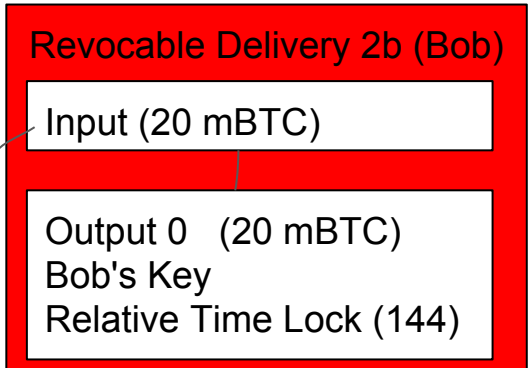 Revocable Delivery 2b (Bob)
Input (20 mBTC)
Output 0 (20 mBTC)
Bob's Key
Relative Time Lock (144)